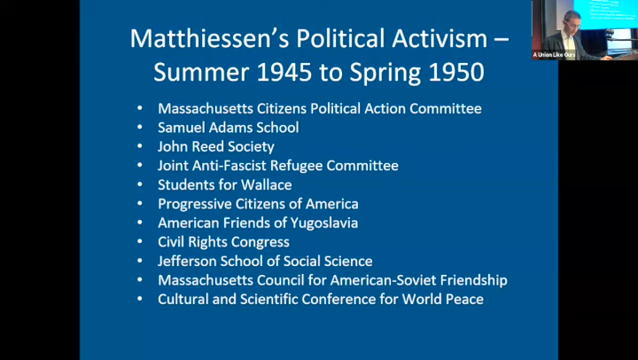 Matthiessen's Political Activism –
Summer 1945 to Spring 1950
• Massachusetts Citizens Political Action Committee
• Samuel Adams School
• John Reed Society
• Joint Anti-Fascist Refugee Committee
• Students for Wallace
• Progressive Citizens of America
• American Friends of Yugoslavia
• Civil Rights Congress
• Jefferson School of Social Science
• Massachusetts Council for American-Soviet Friendship
• Cultural and Scientific Conference for World Peace
A Union Like Ours